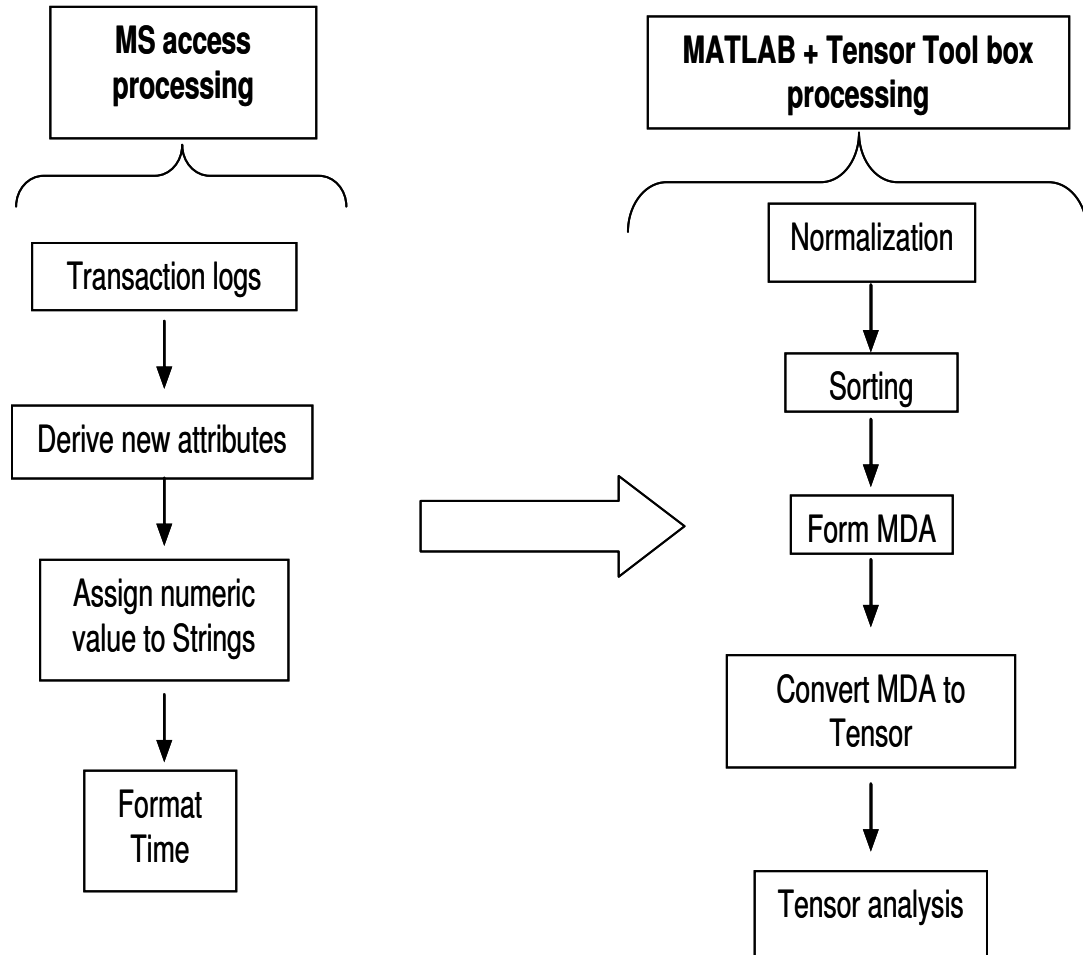 MS access
processing
Transaction logs
Derive new attributes
Assign numeric
value to Strings
Format
Time
MATLAB + Tensor Tool box
processing
Normalization
Sorting
Form MDA
Convert MDA to
Tensor
Tensor analysis